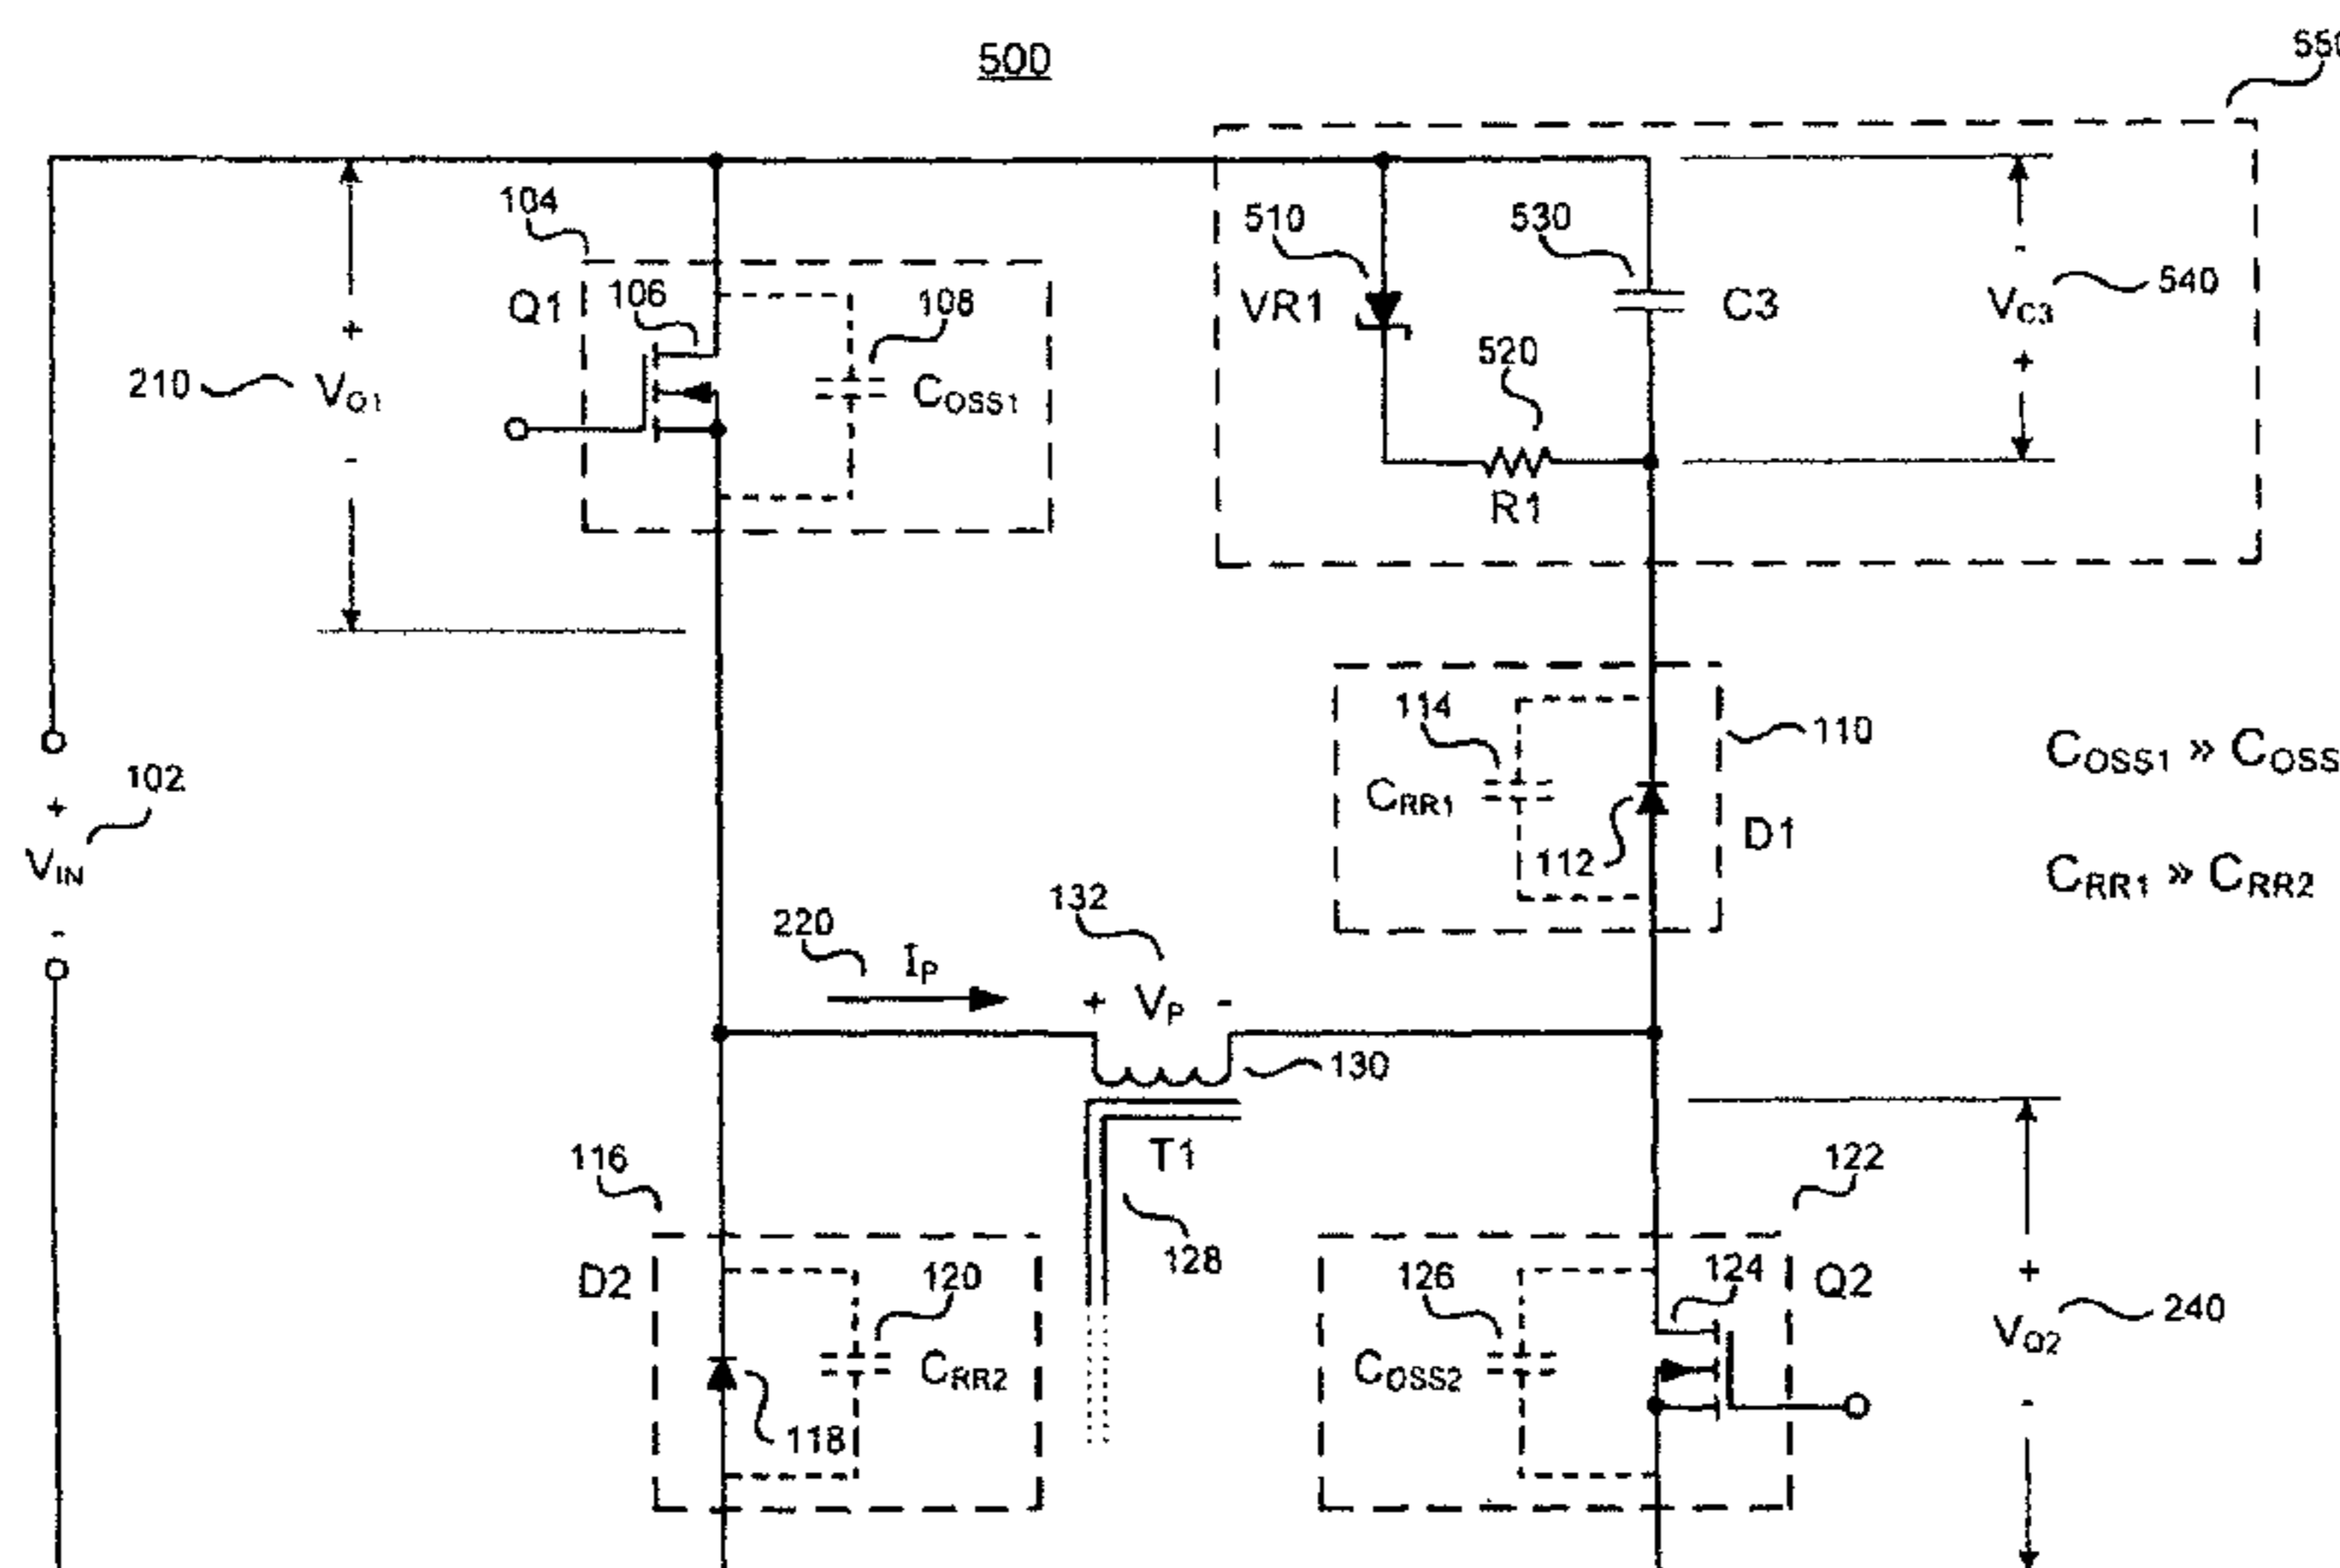 500
550
104
510
530
-
540
Q1
106
108
VR1
C3
VC3
+
520
+
210
VQ1
COSS1
-
R1
114
110
COSS1 » COSS
102
+
VIN
-
CRR1
112
D1
CRR1 » CRR2
132
220
IP
+ VP -
130
T1
116
122
128
D2
120
126
124
Q2
+
240
VQ2
CRR2
COSS2
-
118